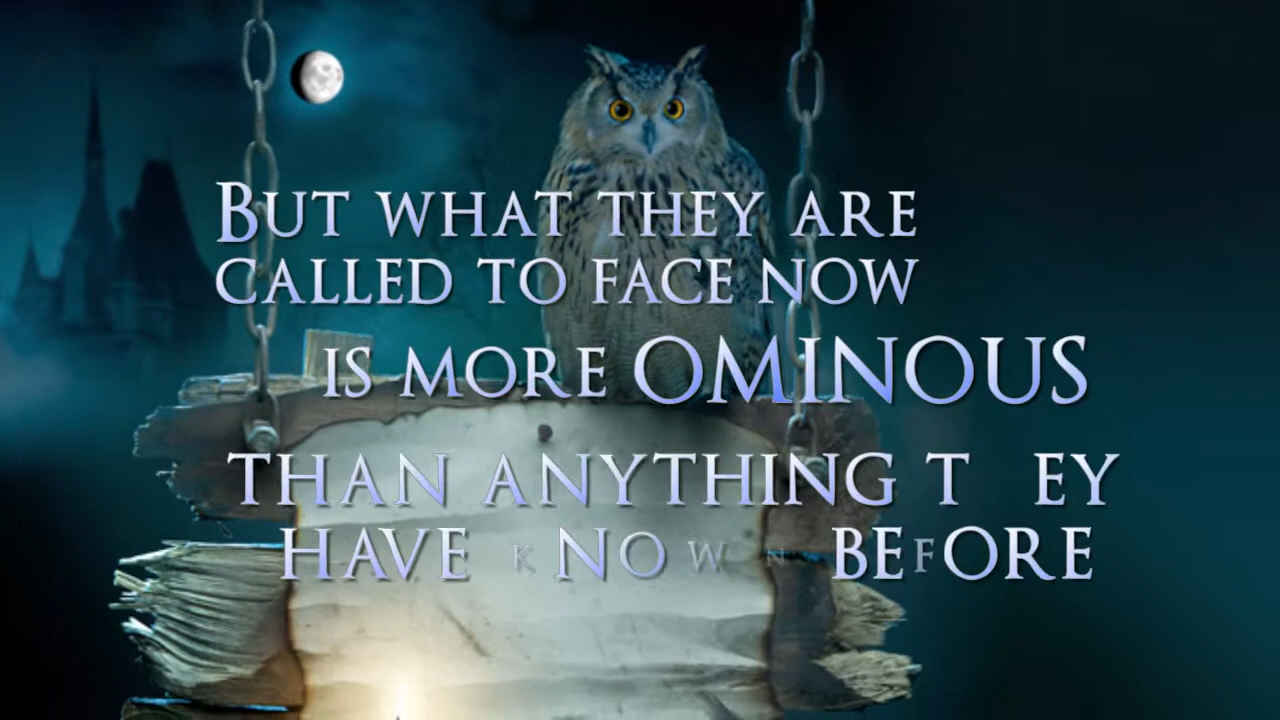 BUT WHAT THEY ARE
CALLED TO FACE NOW
IS MORE OMINOUS
THAN ANYTHING T EY
HAVE KNOWN BEFORE